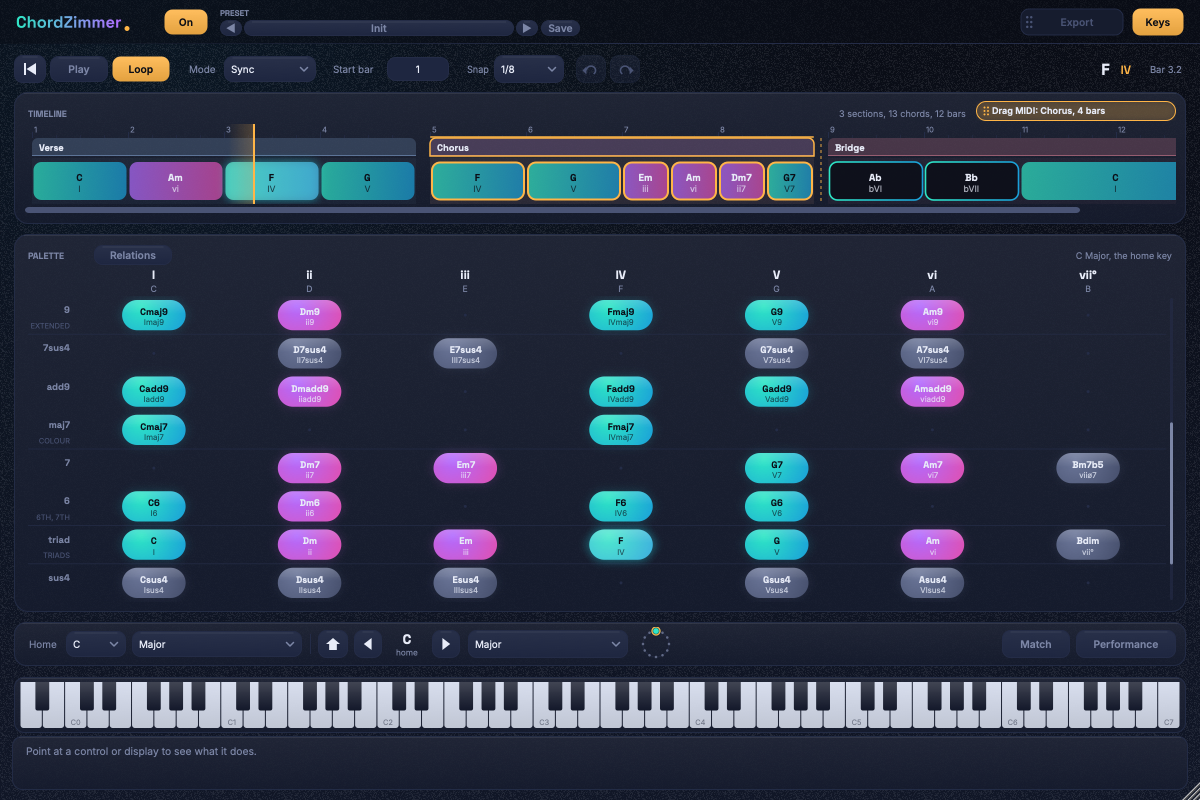 ChordZimmer
On
PRESET
Init
Save
Export
Keys
Play
Loop
Mode
Sync
Start bar
1
Snap
1/8
F IV Bar 3.2
TIMELINE
3 sections, 13 chords, 12 bars
Drag MIDI: Chorus, 4 bars
1 2 3 4 5 6 7 8 9 10 11 12
Verse Chorus Bridge
C Am F G F G Em Am Dm7 G7 Ab Bb C
I vi IV V IV V iii vi ii7 V7 bVI bVII I
PALETTE
Relations
C Major, the home key
I ii iii IV V vi vii°
C D E F G A B
9 Cmaj9 Dm9 Fmaj9 G9 Am9
EXTENDED Imaj9 ii9 IVmaj9 V9 vi9
7sus4 D7sus4 E7sus4 G7sus4 A7sus4
II7sus4 III7sus4 V7sus4 VI7sus4
add9 Cadd9 Dmadd9 Fadd9 Gadd9 Amadd9
Iadd9 iiadd9 IVadd9 Vadd9 viadd9
maj7 Cmaj7 Fmaj7
COLOUR Imaj7 IVmaj7
7 Dm7 Em7 G7 Am7 Bm7b5
ii7 iii7 V7 vi7 viiø7
6 C6 Dm6 F6 G6
6TH, 7TH I6 ii6 IV6 V6
triad C Dm Em F G Am Bdim
TRIADS I ii iii IV V vi vii°
sus4 Csus4 Dsus4 Esus4 Gsus4 Asus4
Isus4 IIsus4 IIIsus4 Vsus4 VIsus4
Home
C
Major
C
home
Major
Match
Performance
C0 C1 C2 C3 C4 C5 C6 C7
Point at a control or display to see what it does.